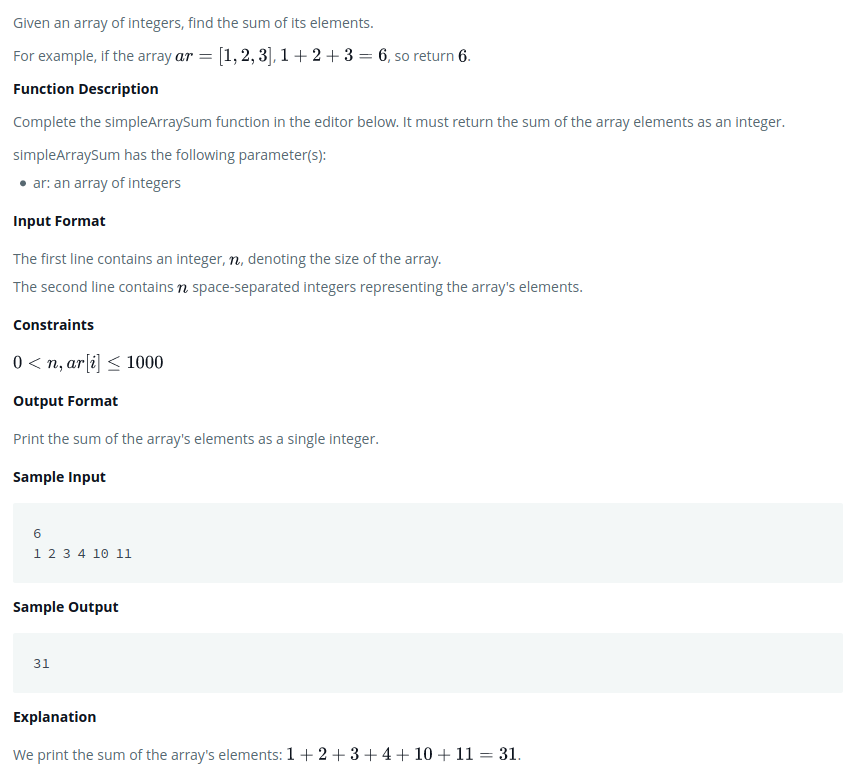 Given an array of integers, find the sum of its elements.
For example, if the array ar = [1, 2, 3], 1 + 2 + 3 = 6, so return 6.
Function Description
Complete the simpleArraySum function in the editor below. It must return the sum of the array elements as an integer.
simpleArraySum has the following parameter(s):
• ar: an array of integers
Input Format
The first line contains an integer, n, denoting the size of the array.
The second line contains n space-separated integers representing the array's elements.
Constraints
0 < n, ar[i] ≤ 1000
Output Format
Print the sum of the array's elements as a single integer.
Sample Input
6
1 2 3 4 10 11
Sample Output
31
Explanation
We print the sum of the array's elements: 1 + 2 + 3 + 4 + 10 + 11 = 31.